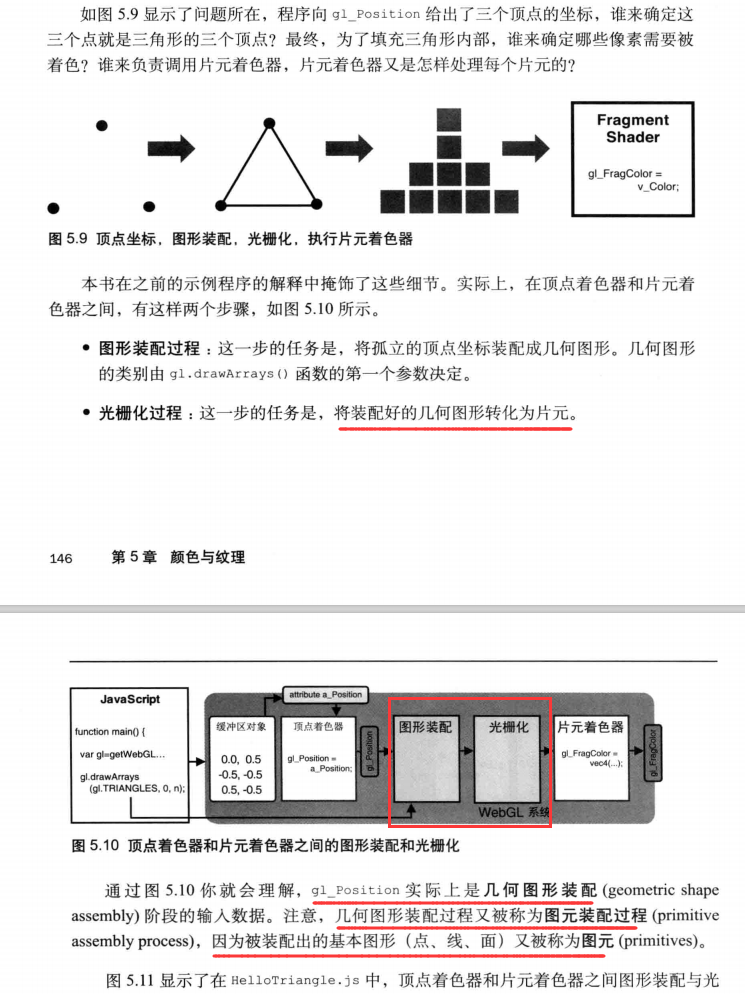 如图 5.9 显示了问题所在，程序向 gl_Position 给出了三个顶点的坐标，谁来确定这
三个点就是三角形的三个顶点？最终，为了填充三角形内部，谁来确定哪些像素需要被
着色？谁来负责调用片元着色器，片元着色器又是怎样处理每个片元的？
Fragment
Shader
gl_FragColor =
v_Color;
图 5.9 顶点坐标，图形装配，光栅化，执行片元着色器
本书在之前的示例程序的解释中掩饰了这些细节。实际上，在顶点着色器和片元着
色器之间，有这样两个步骤，如图 5.10 所示。
● 图形装配过程：这一步的任务是，将孤立的顶点坐标装配成几何图形。几何图形
的类别由 gl.drawArrays() 函数的第一个参数决定。
● 光栅化过程：这一步的任务是，将装配好的几何图形转化为片元。
146 第 5 章 颜色与纹理
JavaScript
function main() {
var gl=getWebGL...
gl.drawArrays
(gl.TRIANGLES, 0, n);
attribute a_Position
缓冲区对象
0.0, 0.5
-0.5, -0.5
0.5, -0.5
顶点着色器
gl_Position =
a_Position;
gl_Position
图形装配
光栅化
片元着色器
gl_FragColor =
vec4(...);
gl_FragColor
WebGL 系统
图 5.10 顶点着色器和片元着色器之间的图形装配和光栅化
通过图 5.10 你就会理解，gl_Position 实际上是几何图形装配 (geometric shape
assembly) 阶段的输入数据。注意，几何图形装配过程又被称为图元装配过程 (primitive
assembly process)，因为被装配出的基本图形（点、线、面）又被称为图元 (primitives)。
图 5.11 显示了在 HelloTriangle.js 中，顶点着色器和片元着色器之间图形装配与光